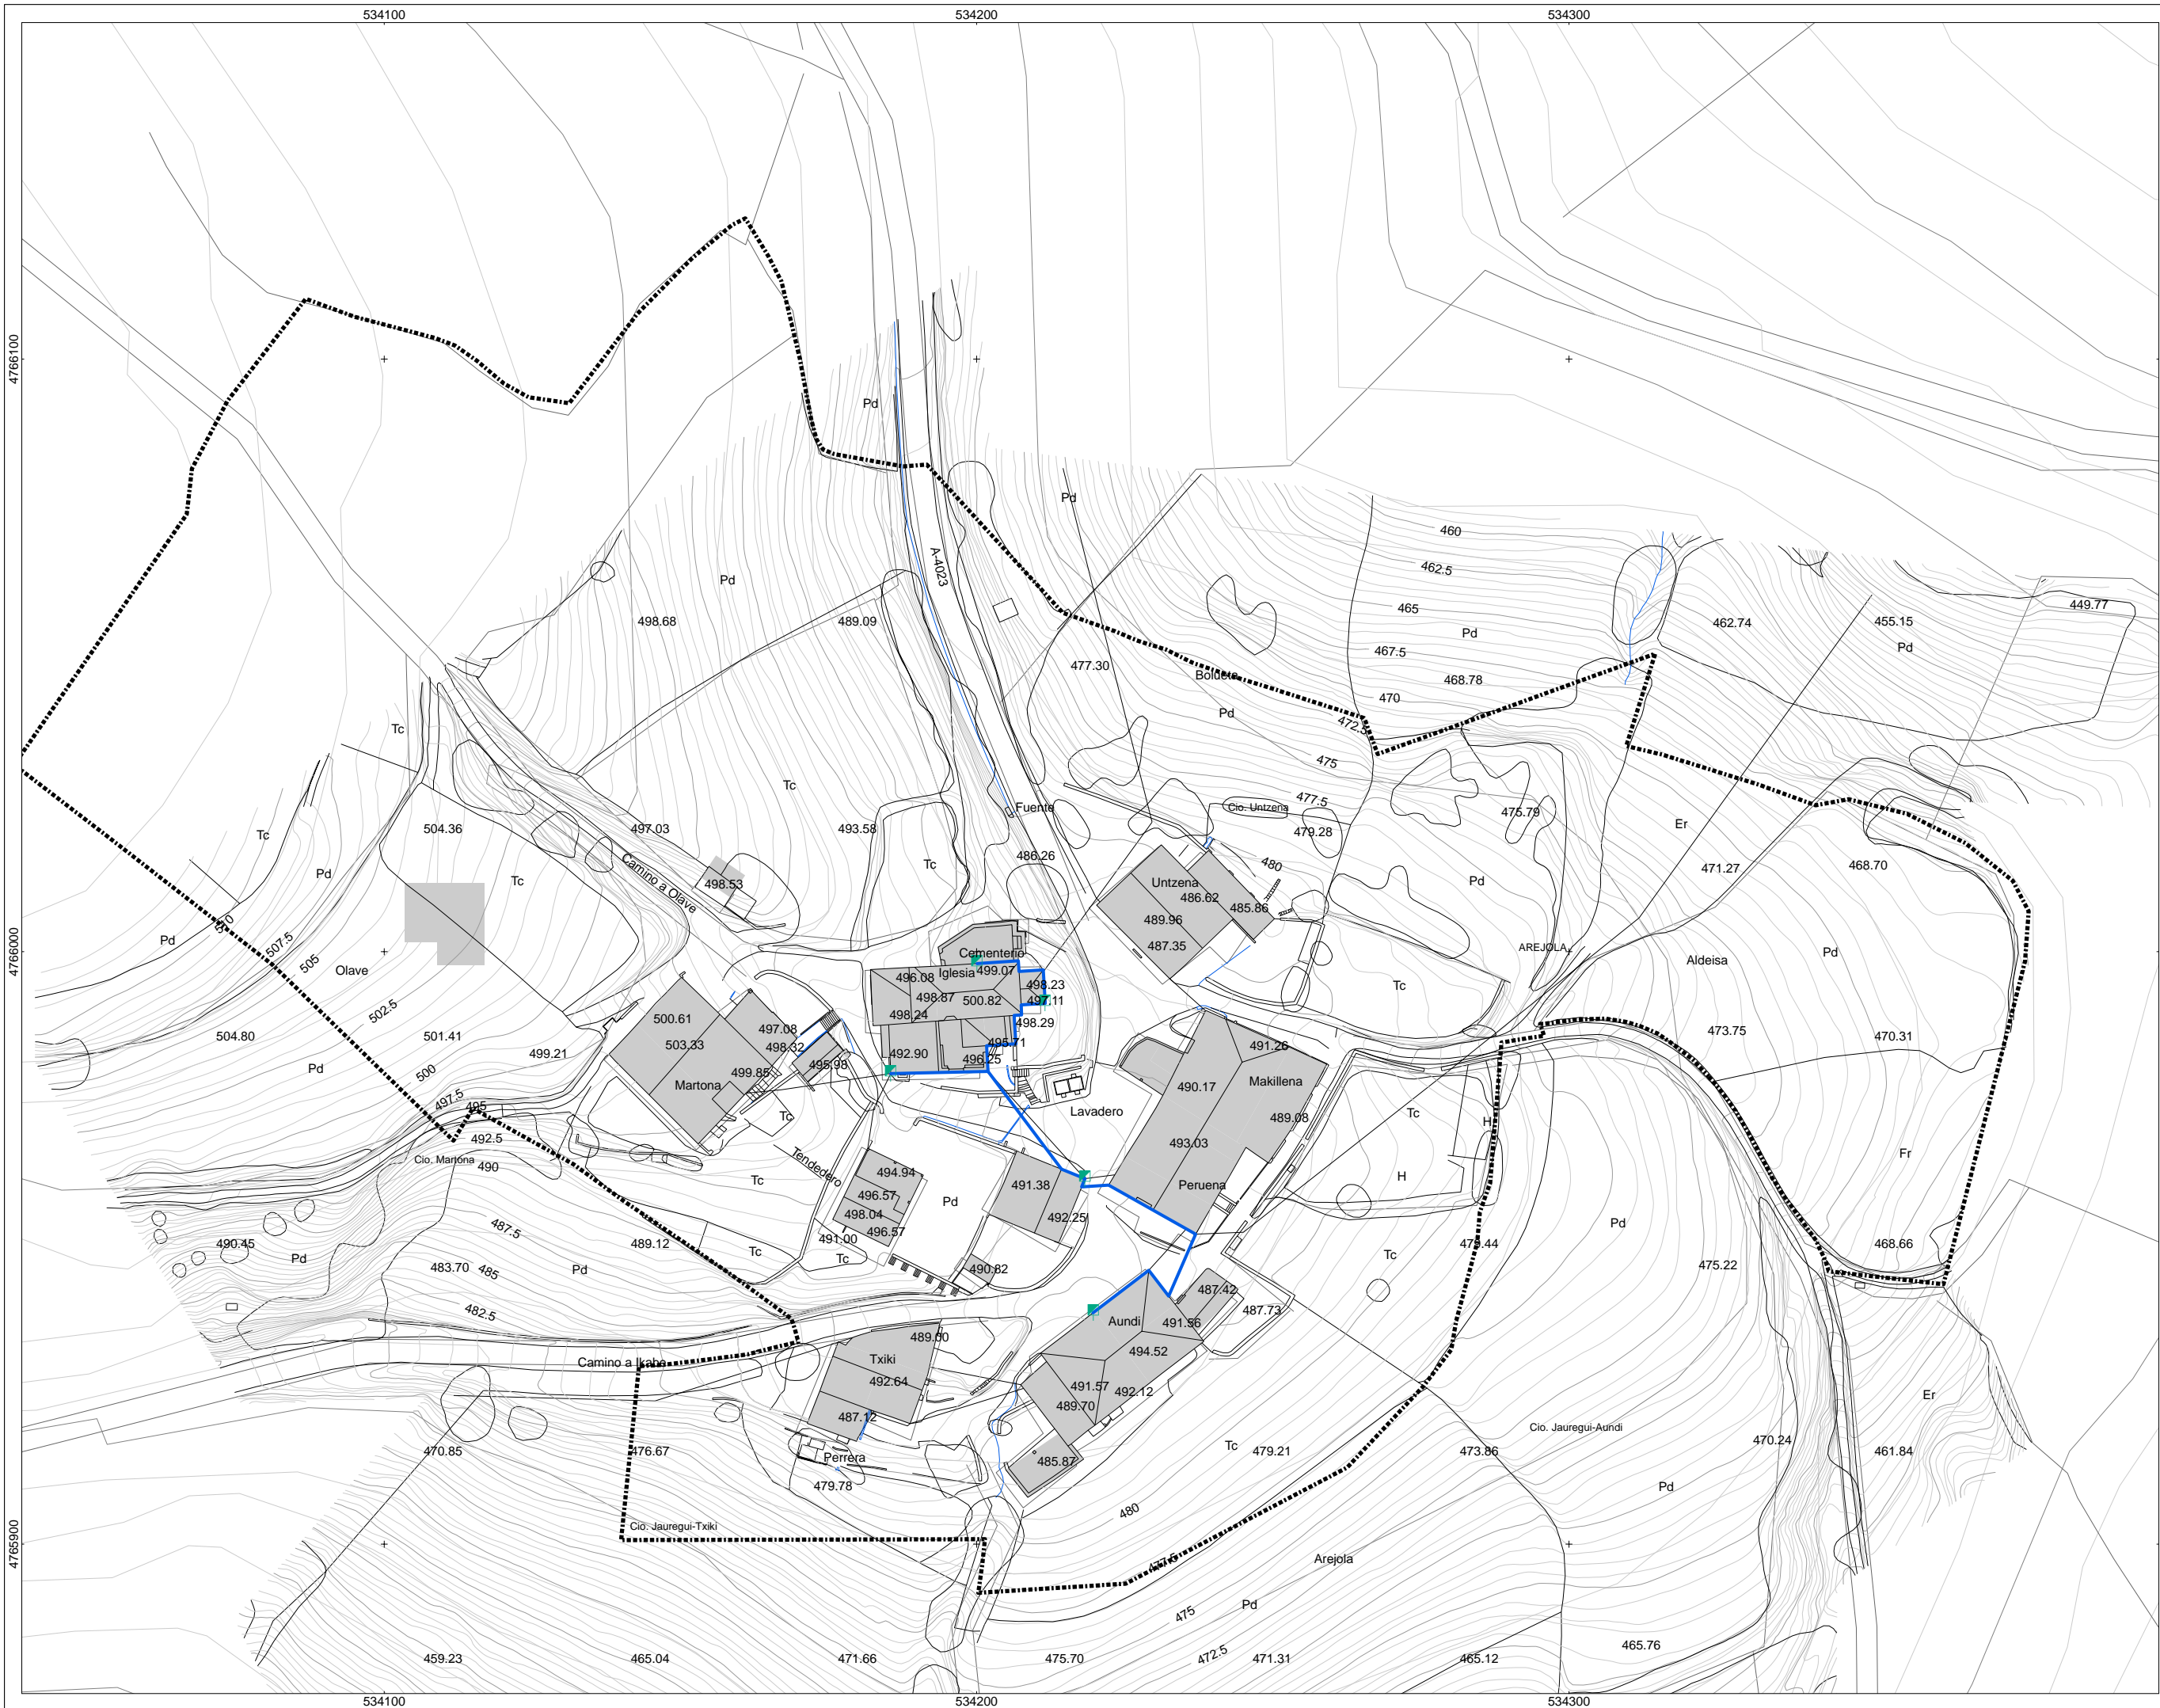 534100
534200
534300
4766100
Pd
Pd
A-4023
460
462.5
Pd
465
449.77
498.68
489.09
462.74
455.15
Pd
Pd
467.5
477.30
Bolueta
468.78
470
Pd
472.5
Tc
475
Tc
477.5
Fuente
Cio. Untzena
475.79
Er
504.36
497.03
493.58
479.28
Tc
486.26
480
Pd
Tc
Camino a Olave
498.53
Tc
Untzena
486.62
Pd
471.27
468.70
485.86
489.96
487.35
4766000
510
507.5
505
Pd
Olave
Cementerio
AREJOLA
Aldeisa
Pd
496.08
Iglesia
499.07
498.23
498.87
500.82
497.11
Tc
502.5
500.61
498.24
498.29
504.80
501.41
497.08
473.75
470.31
503.33
498.32
495.71
499.21
492.90
496.25
491.26
Pd
500
499.85
495.98
Martona
490.17
Makillena
497.5
495
Tc
Lavadero
489.08
Tc
H
492.5
493.03
Cio. Martona
490
Tendedero
Fr
Tc
494.94
491.38
Peruena
H
496.57
Pd
498.04
492.25
487.5
496.57
Pd
490.45
489.12
491.00
479.44
468.66
Pd
Tc
Tc
Tc
483.70
485
Pd
490.82
475.22
487.42
482.5
487.73
Aundi
491.56
489.00
494.52
Camino a Ikabe
Txiki
492.64
491.57
492.12
489.70
Er
487.12
Cio. Jauregui-Aundi
470.85
476.67
Perrera
485.87
Tc
479.21
473.86
470.24
461.84
479.78
Pd
480
Cio. Jauregui-Txiki
4765900
477.5
Arejola
475
Pd
459.23
465.04
471.66
475.70
472.5
471.31
465.12
465.76
534100
534200
534300